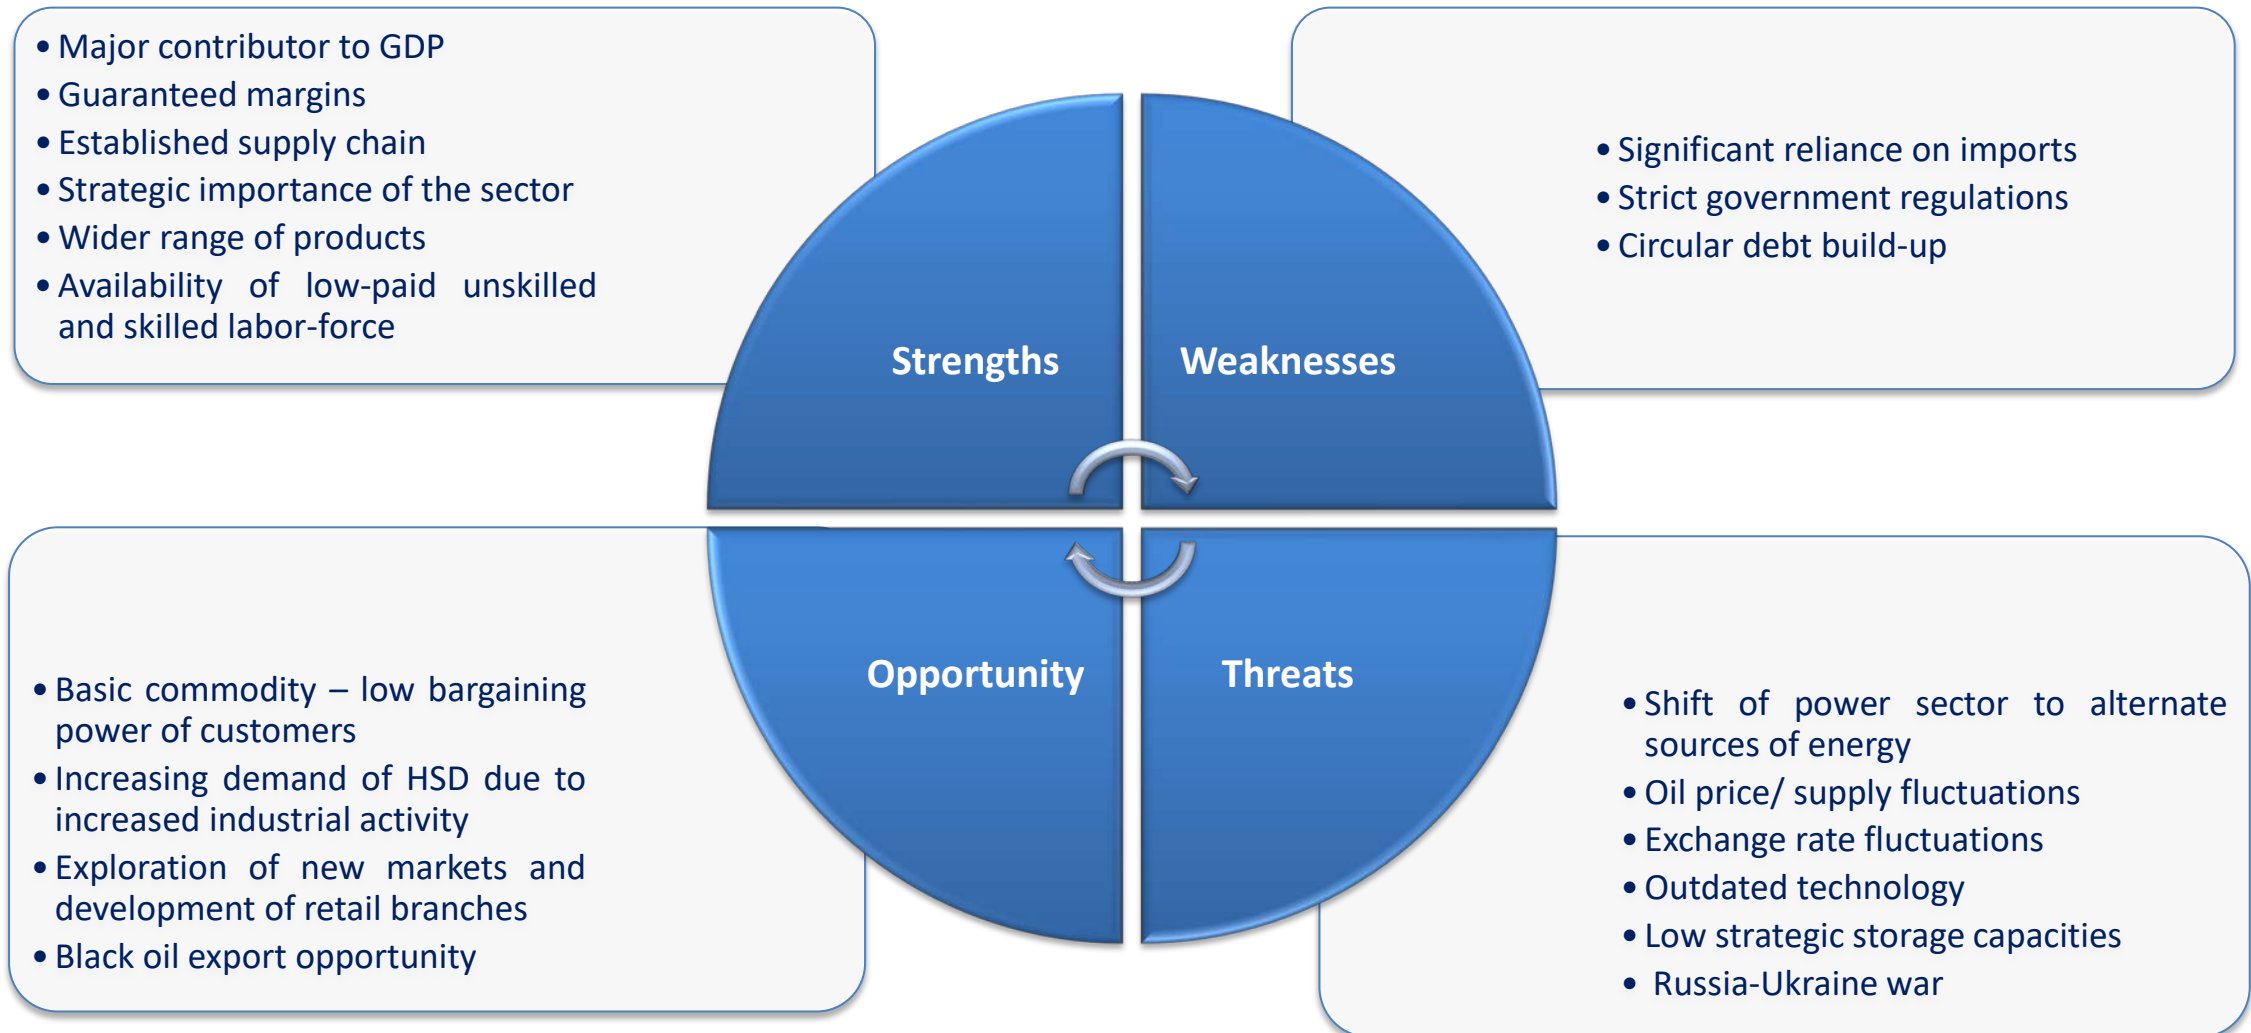 • Major contributor to GDP
• Guaranteed margins
• Established supply chain
• Strategic importance of the sector
• Wider range of products
• Availability of low-paid unskilled
and skilled labor-force
• Significant reliance on imports
• Strict government regulations
• Circular debt build-up
Strengths
Weaknesses
Opportunity
Threats
• Basic commodity – low bargaining
power of customers
• Increasing demand of HSD due to
increased industrial activity
• Exploration of new markets and
development of retail branches
• Black oil export opportunity
• Shift of power sector to alternate
sources of energy
• Oil price/ supply fluctuations
• Exchange rate fluctuations
• Outdated technology
• Low strategic storage capacities
• Russia-Ukraine war